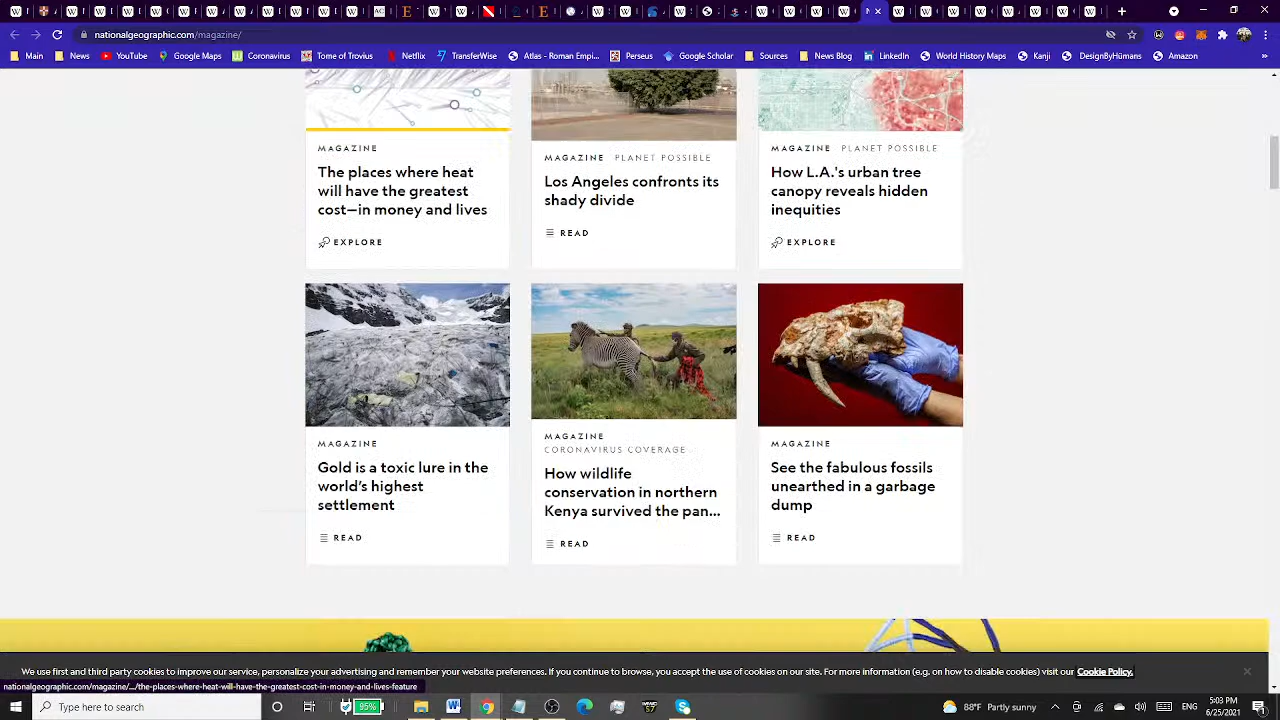 nationalgeographic.com/magazine/
Main News YouTube Google Maps Coronavirus Tome of Trovius Netflix TransferWise Atlas - Roman Empi... Perseus Google Scholar Sources News Blog LinkedIn World History Maps Kanji DesignByHümans Amazon
MAGAZINE
The places where heat
will have the greatest
cost—in money and lives
EXPLORE
MAGAZINE PLANET POSSIBLE
Los Angeles confronts its
shady divide
READ
MAGAZINE PLANET POSSIBLE
How L.A.'s urban tree
canopy reveals hidden
inequities
EXPLORE
MAGAZINE
Gold is a toxic lure in the
world's highest
settlement
READ
MAGAZINE
CORONAVIRUS COVERAGE
How wildlife
conservation in northern
Kenya survived the pan...
READ
MAGAZINE
See the fabulous fossils
unearthed in a garbage
dump
READ
We use first and third party cookies to improve our service, personalize your advertising and remember your website preferences. If you continue to browse, you accept the use of cookies on our site. For more information (e.g, on how to disable cookies) visit our Cookie Policy.
nationalgeographic.com/magazine/.../the-places-where-heat-will-have-the-greatest-cost-in-money-and-lives-feature
Type here to search
95%
88°F Partly sunny
ENG
5:03 PM
6/25/2021